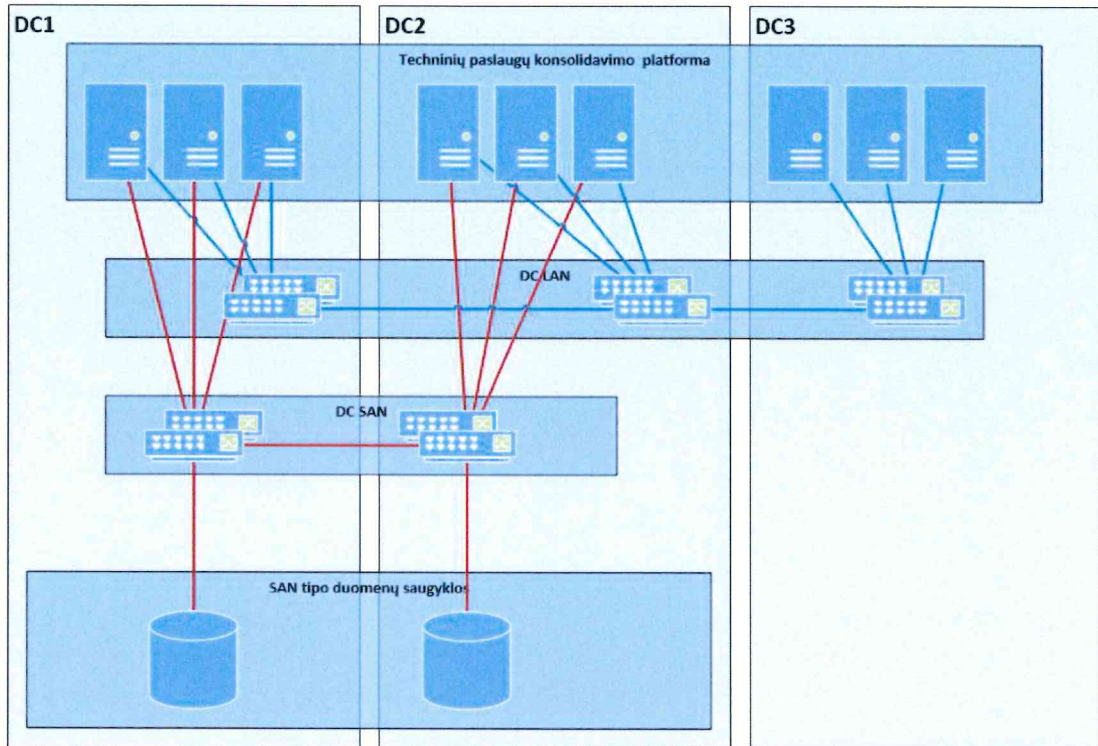 DC1
DC2
DC3
Techninių paslaugų konsolidavimo platforma
DC LAN
DC SAN
SAN tipo duomenų saugyklos